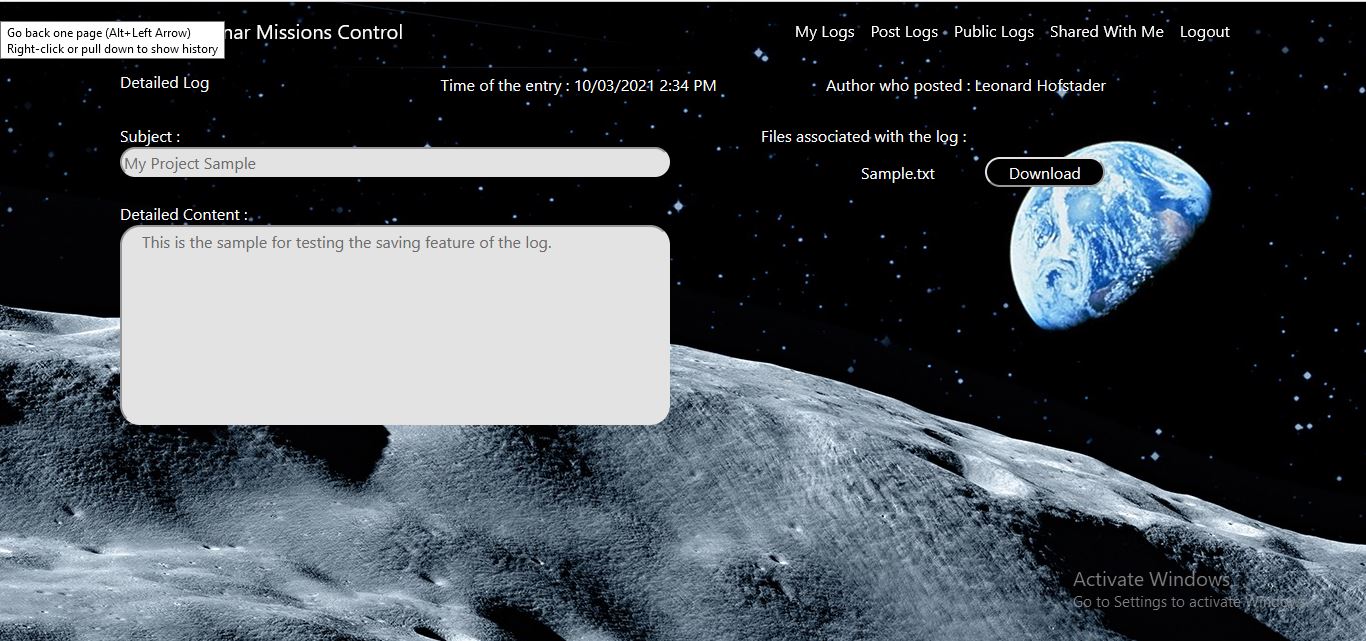 Go back one page (Alt+Left Arrow)
Right-click or pull down to show history
nar Missions Control
My Logs Post Logs Public Logs Shared With Me Logout
Detailed Log
Time of the entry : 10/03/2021 2:34 PM
Author who posted : Leonard Hofstader
Subject :
Files associated with the log :
My Project Sample
Sample.txt
Download
Detailed Content :
This is the sample for testing the saving feature of the log.
Activate Windows
Go to Settings to activate Windows.